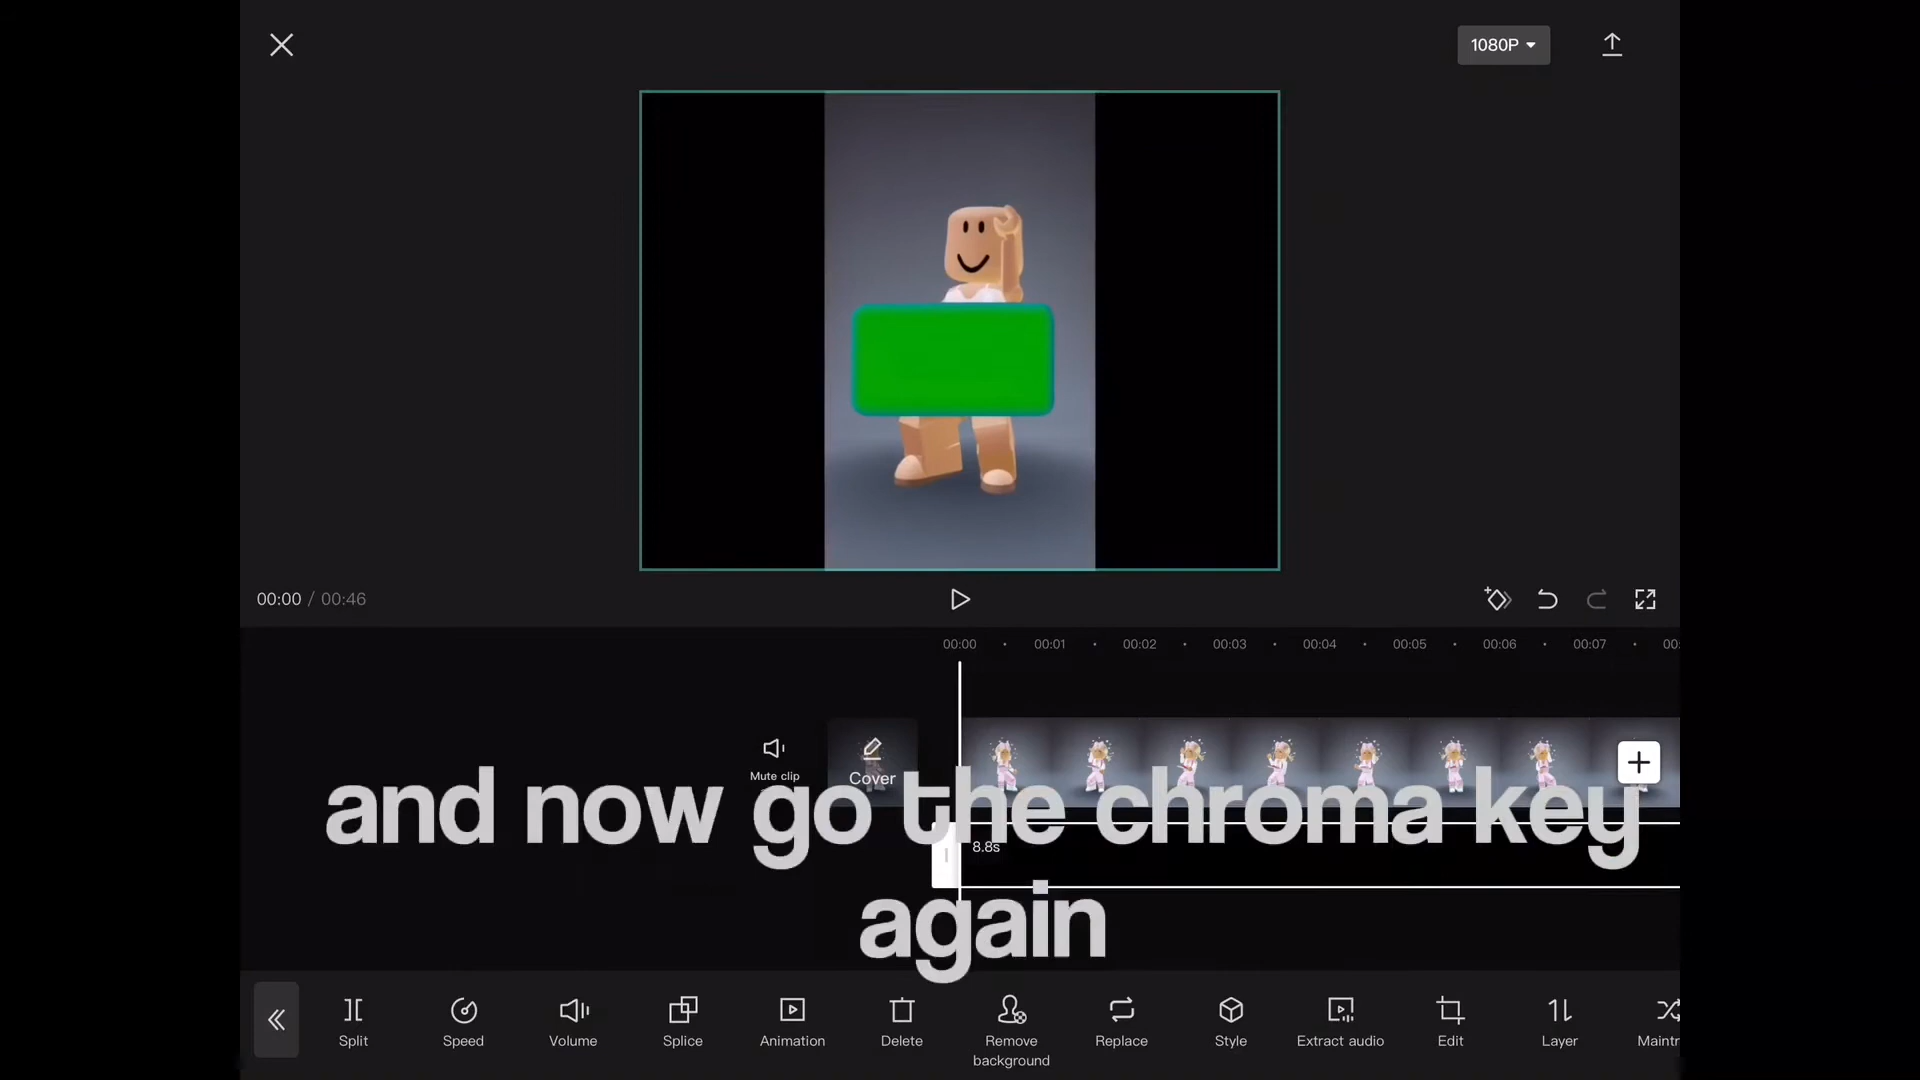 1080P
00:00 / 00:46
00:00 00:01 00:02 00:03 00:04 00:05 00:06 00:07 00:
Mute clip
Cover
and now go the chroma key
8.8s
again
Split Speed Volume Splice Animation Delete Remove background Replace Style Extract audio Edit Layer Maintr